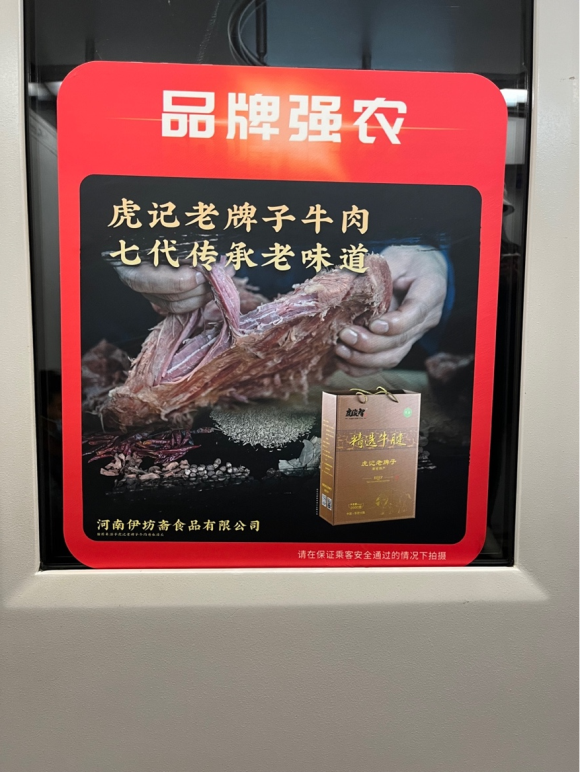 品牌强农
虎记老牌子牛肉
七代传承老味道
精选牛腱
虎记老牌子
河南伊坊斋食品有限公司
请在保证乘客安全通过的情况下拍摄